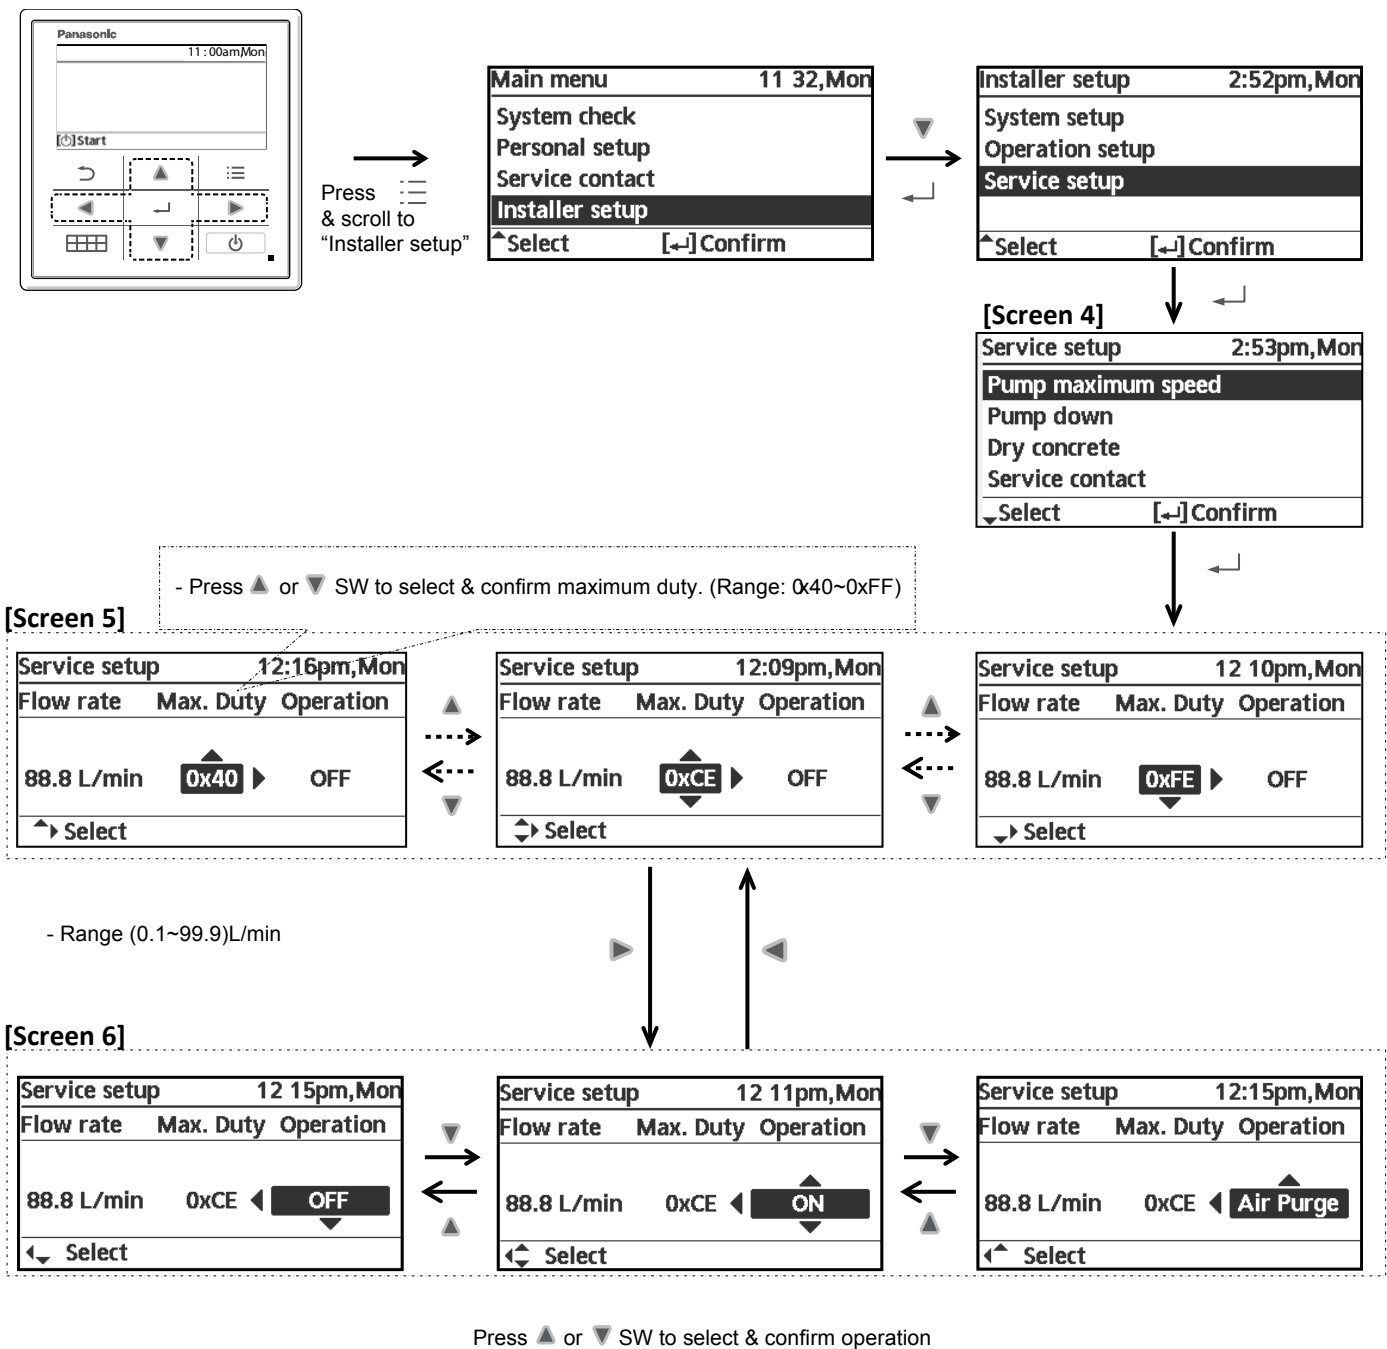 Panasonic
11:00am,Mon
[⏻]Start
Press
& scroll to
“Installer setup”
Main menu 11 32,Mon
System check
Personal setup
Service contact
Installer setup
Select [↵]Confirm
Installer setup 2:52pm,Mon
System setup
Operation setup
Service setup
Select [↵]Confirm
[Screen 4]
Service setup 2:53pm,Mon
Pump maximum speed
Pump down
Dry concrete
Service contact
Select [↵]Confirm
- Press ▲ or ▼ SW to select & confirm maximum duty. (Range: 0x40~0xFF)
[Screen 5]
Service setup 12:16pm,Mon
Flow rate Max. Duty Operation
88.8 L/min 0x40 OFF
Select
Service setup 12:09pm,Mon
Flow rate Max. Duty Operation
88.8 L/min 0xCE OFF
Select
Service setup 12 10pm,Mon
Flow rate Max. Duty Operation
88.8 L/min 0xFE OFF
Select
- Range (0.1~99.9)L/min
[Screen 6]
Service setup 12 15pm,Mon
Flow rate Max. Duty Operation
88.8 L/min 0xCE OFF
Select
Service setup 12 11pm,Mon
Flow rate Max. Duty Operation
88.8 L/min 0xCE ON
Select
Service setup 12:15pm,Mon
Flow rate Max. Duty Operation
88.8 L/min 0xCE Air Purge
Select
Press ▲ or ▼ SW to select & confirm operation